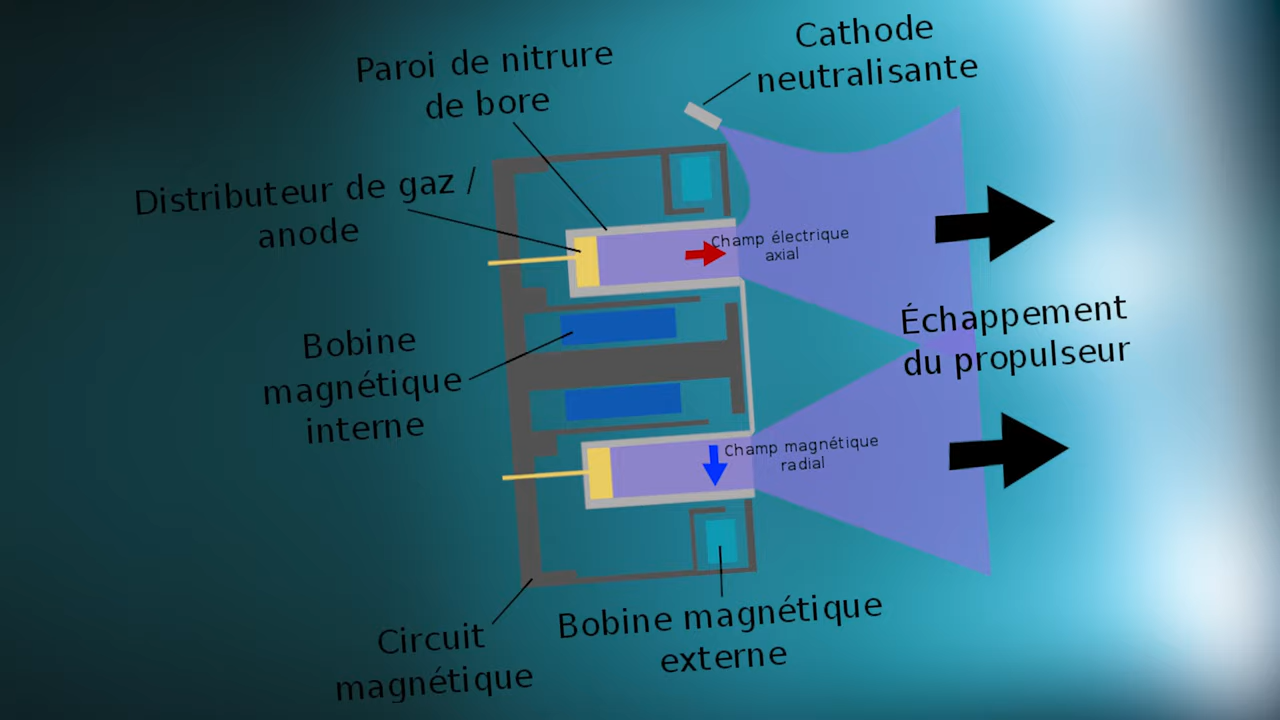 Cathode
neutralisante
Paroi de nitrure
de bore
Distributeur de gaz /
anode
Champ électrique
axial
Échappement
du propulseur
Bobine
magnétique
interne
Champ magnétique
radial
Bobine magnétique
externe
Circuit
magnétique